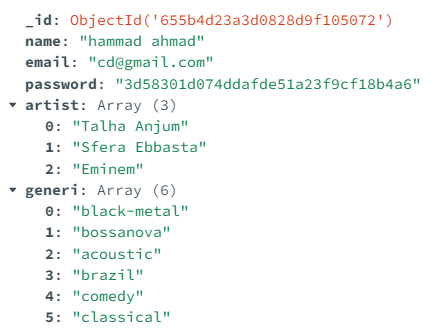 _id: ObjectId('655b4d23a3d0828d9f105072')
name: "hammad ahmad"
email: "cd@gmail.com"
password: "3d58301d074ddafde51a23f9cf18b4a6"
artist: Array (3)
0: "Talha Anjum"
1: "Sfera Ebbasta"
2: "Eminem"
generi: Array (6)
0: "black-metal"
1: "bossanova"
2: "acoustic"
3: "brazil"
4: "comedy"
5: "classical"